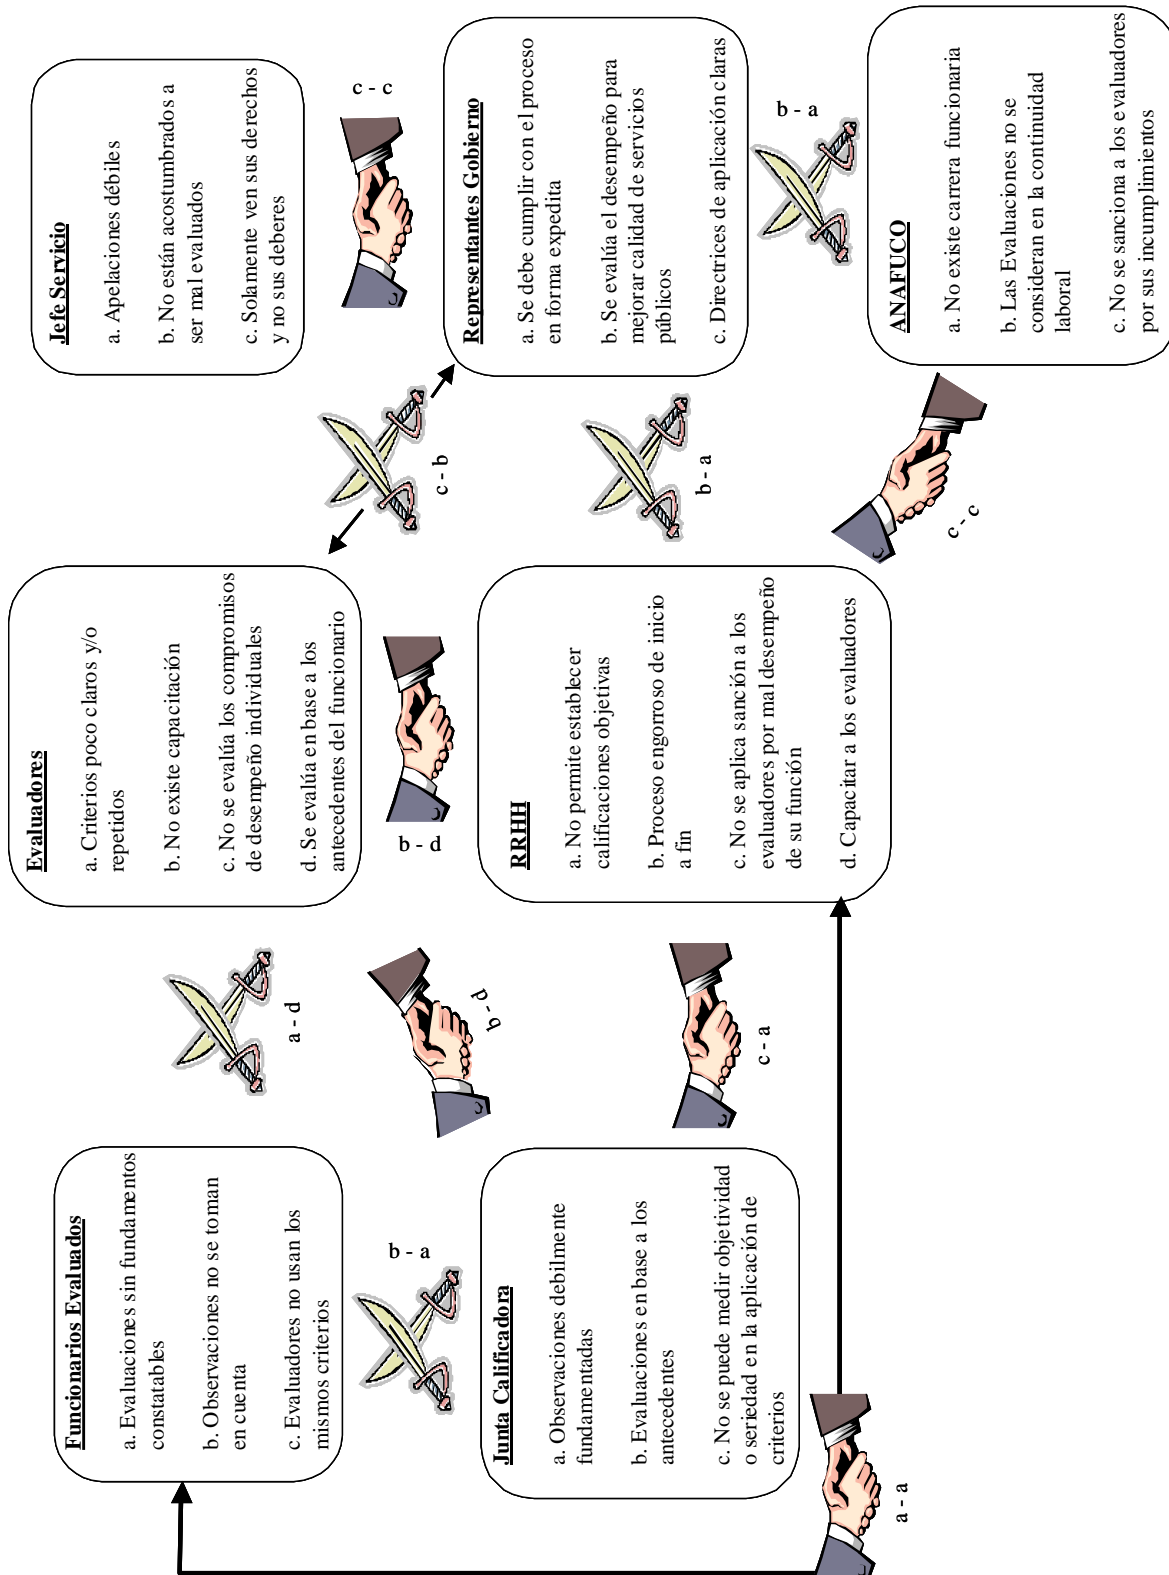 Funcionarios Evaluados
a. Evaluaciones sin fundamentos
constatables
b. Observaciones no se toman
en cuenta
c. Evaluadores no usan los
mismos criterios
a - d
Evaluadores
a. Criterios poco claros y/o
repetidos
b. No existe capacitación
c. No se evalúa los compromisos
de desempeño individuales
d. Se evalúa en base a los
antecedentes del funcionario
c - b
Jefe Servicio
a. Apelaciones débiles
b. No están acostumbrados a
ser mal evaluados
c. Solamente ven sus derechos
y no sus deberes
b - a
b - d
b - d
c - c
Junta Calificadora
a. Observaciones debilmente
fundamentadas
b. Evaluaciones en base a los
antecedentes
c. No se puede medir objetividad
o seriedad en la aplicación de
criterios
c - a
RRHH
a. No permite establecer
calificaciones objetivas
b. Proceso engorroso de inicio
a fin
c. No se aplica sanción a los
evaluadores por mal desempeño
de su función
d. Capacitar a los evaluadores
b - a
Representantes Gobierno
a. Se debe cumplir con el proceso
en forma expedita
b. Se evalúa el desempeño para
mejorar calidad de servicios
públicos
c. Directrices de aplicación claras
b - a
a - a
c - c
ANAFUCO
a. No existe carrera funcionaria
b. Las Evaluaciones no se
consideran en la continuidad
laboral
c. No se sanciona a los evaluadores
por sus incumplimientos